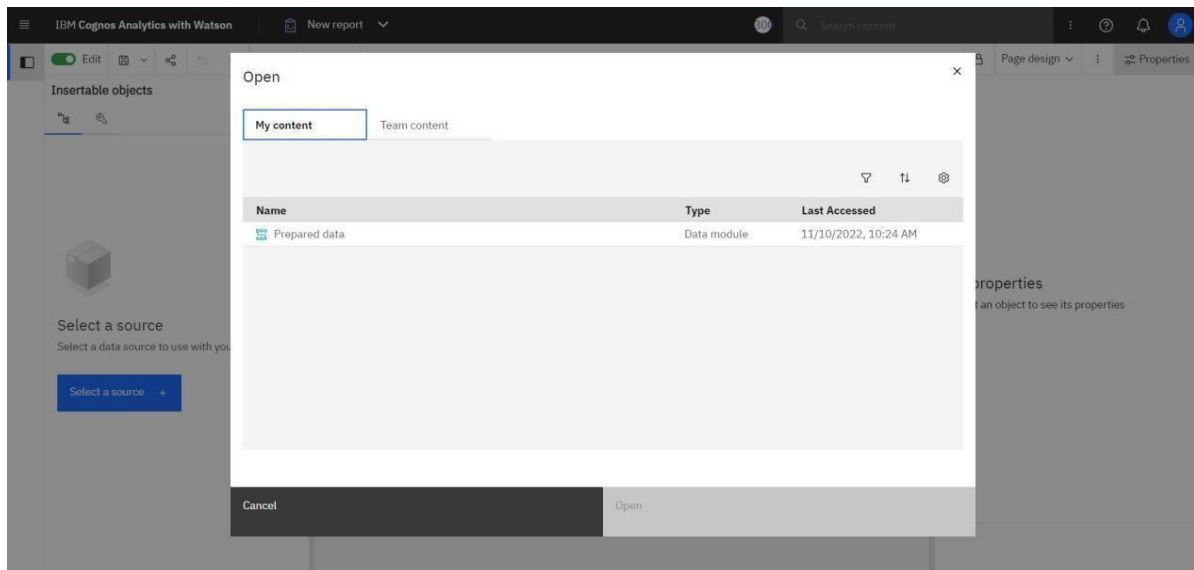 IBM Cognos Analytics with Watson
New report
Search content
Edit
Page design
Properties
Insertable objects
Open
My content
Team content
Name Type Last Accessed
Prepared data Data module 11/10/2022, 10:24 AM
properties
an object to see its properties
Select a source
Select a data source to use with you
Select a source +
Cancel
Open